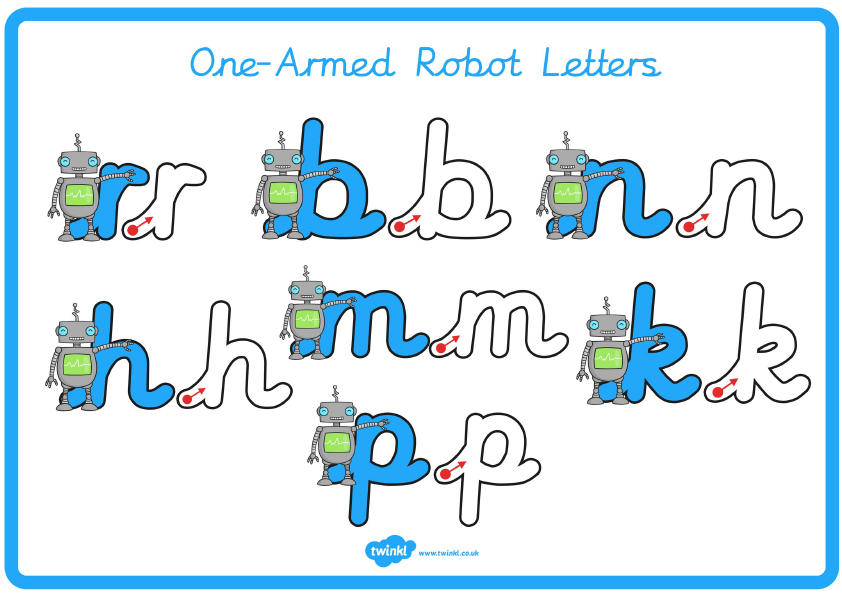 One-Armed Robot Letters
r r b b n n
h h m m k k
p p
twinkl www.twinkl.co.uk